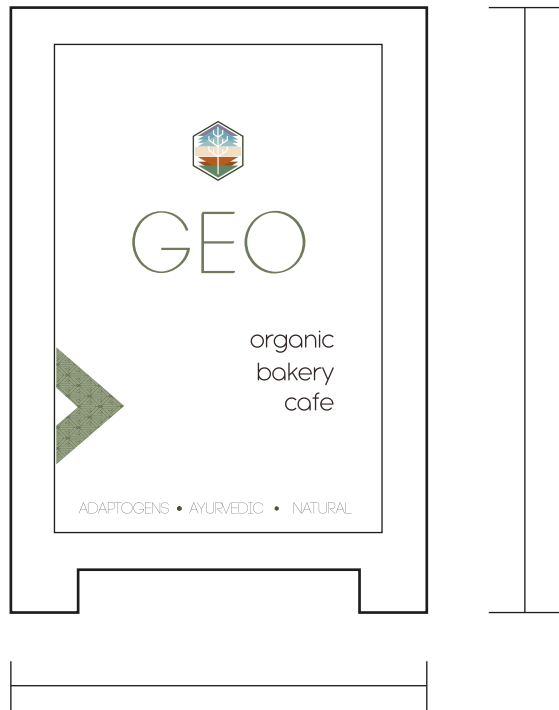 GEO
organic
bakery
cafe
ADAPTOGENS • AYURVEDIC • NATURAL